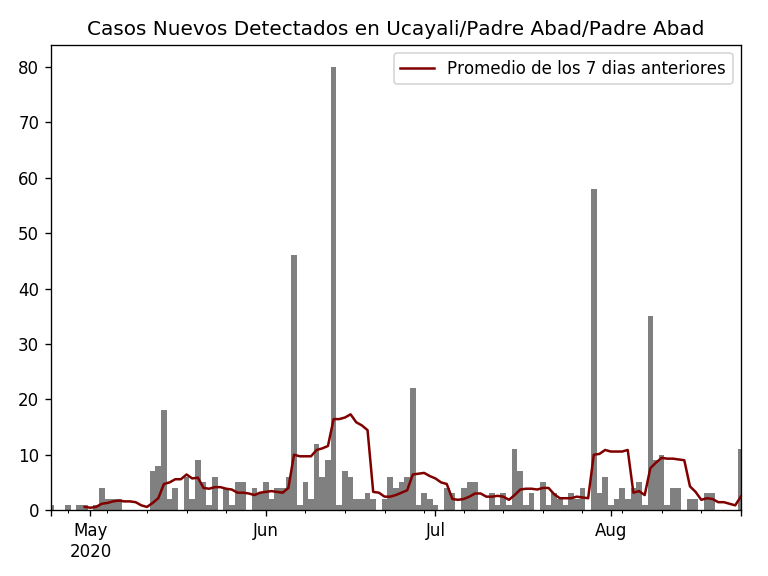 Casos Nuevos Detectados en Ucayali/Padre Abad/Padre Abad
Promedio de los 7 dias anteriores
80
70
60
50
40
30
20
10
0
May
2020
Jun
Jul
Aug